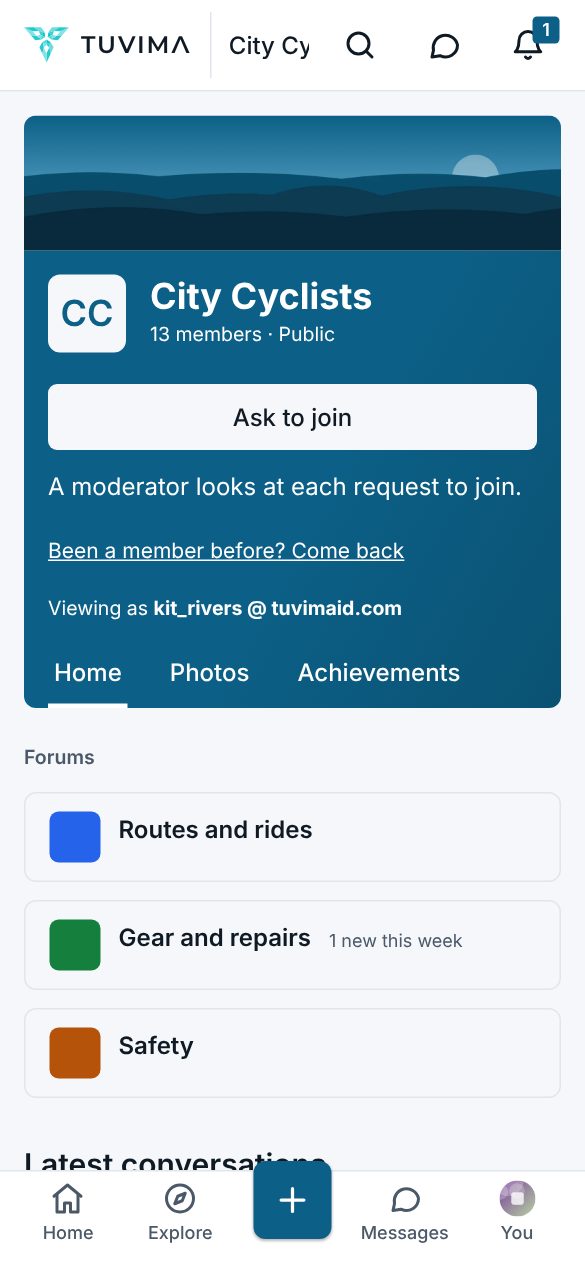 TUVIMA
City Cy
1
CC
City Cyclists
13 members · Public
Ask to join
A moderator looks at each request to join.
Been a member before? Come back
Viewing as kit_rivers @ tuvimaid.com
Home Photos Achievements
Forums
Routes and rides
Gear and repairs 1 new this week
Safety
Latest conversations
Home Explore Messages You